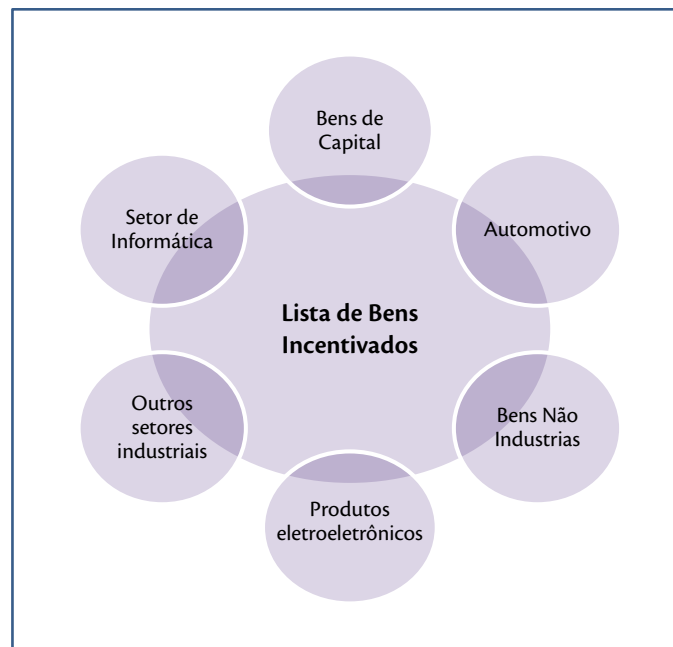 Bens de
Capital
Setor de
Informática
Automotivo
Lista de Bens
Incentivados
Outros
setores
industriais
Bens Não
Industrias
Produtos
eletroeletrônicos